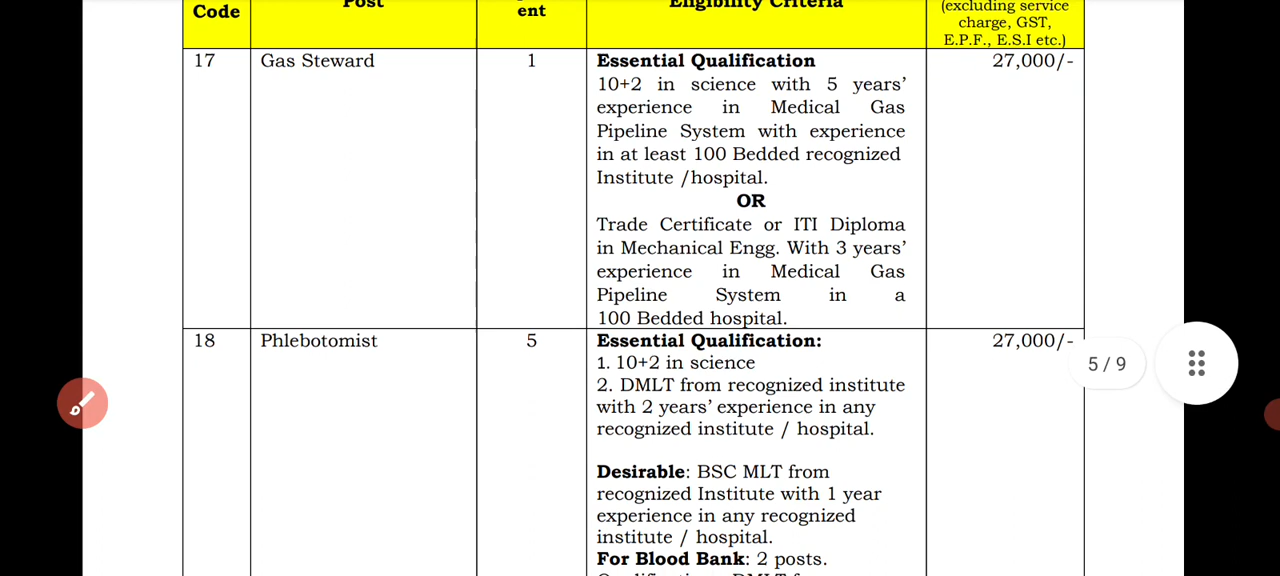 Code
Post
ent
Eligibility Criteria
(excluding service
charge, GST,
E.P.F., E.S.I etc.)
17
Gas Steward
1
Essential Qualification
10+2 in science with 5 years’
experience in Medical Gas
Pipeline System with experience
in at least 100 Bedded recognized
Institute /hospital.
OR
Trade Certificate or ITI Diploma
in Mechanical Engg. With 3 years’
experience in Medical Gas
Pipeline System in a
100 Bedded hospital.
27,000/-
18
Phlebotomist
5
Essential Qualification:
1. 10+2 in science
2. DMLT from recognized institute
with 2 years’ experience in any
recognized institute / hospital.
Desirable: BSC MLT from
recognized Institute with 1 year
experience in any recognized
institute / hospital.
For Blood Bank: 2 posts.
27,000/-
5 / 9